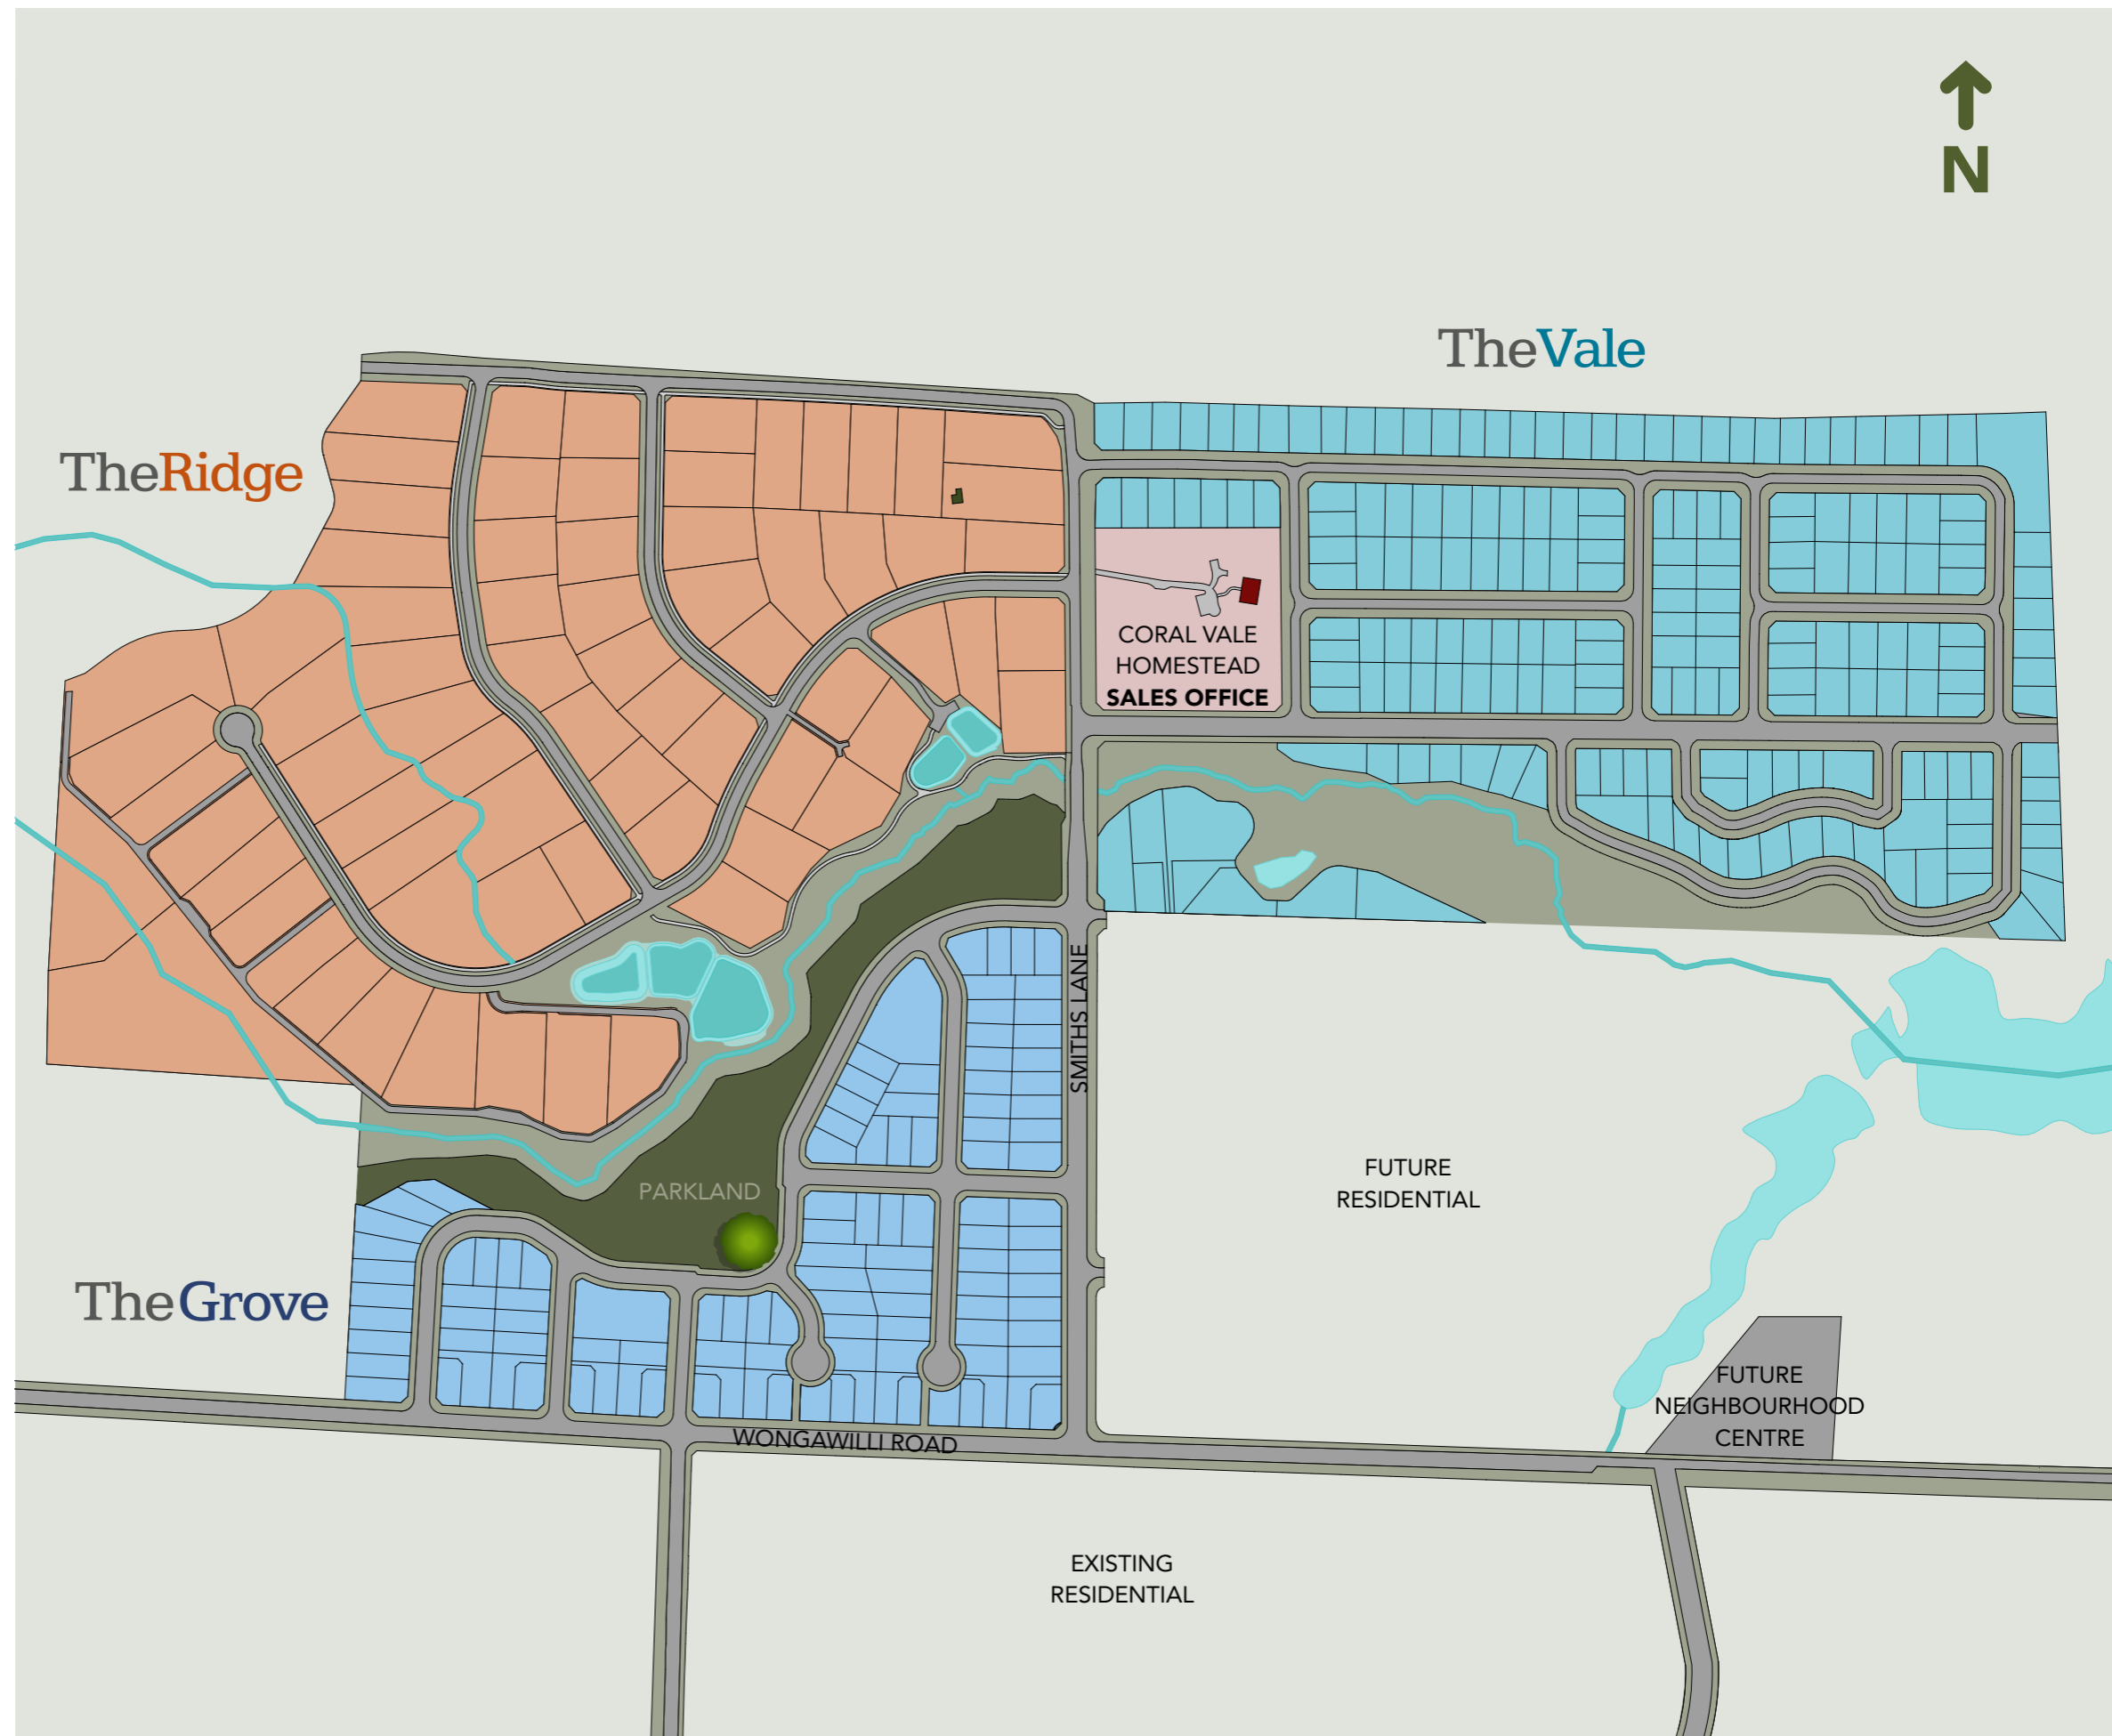 N
TheVale
TheRidge
CORAL VALE
HOMESTEAD
SALES OFFICE
SMITHS LANE
FUTURE
RESIDENTIAL
PARKLAND
TheGrove
FUTURE
NEIGHBOURHOOD
CENTRE
WONGAWILLI ROAD
EXISTING
RESIDENTIAL